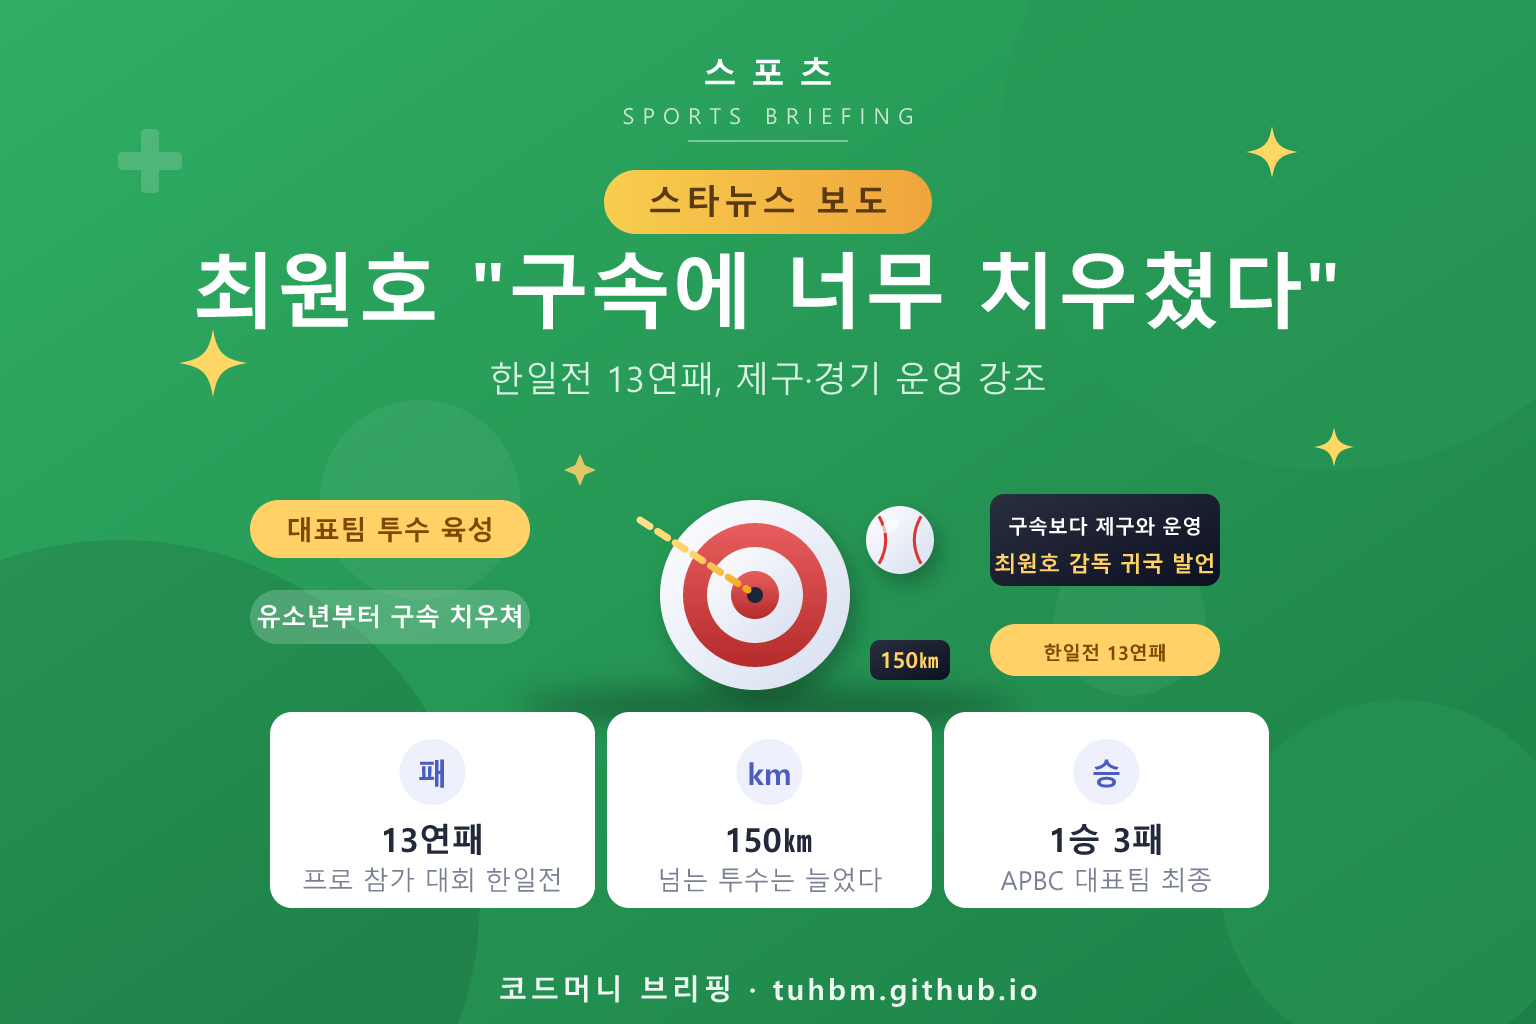 스포츠
SPORTS BRIEFING
스타뉴스 보도
최원호 "구속에 너무 치우쳤다"
한일전 13연패, 제구·경기 운영 강조
대표팀 투수 육성
유소년부터 구속 치우쳐
구속보다 제구와 운영
최원호 감독 귀국 발언
150㎞
한일전 13연패
패
13연패
프로 참가 대회 한일전
km
150㎞
넘는 투수는 늘었다
승
1승 3패
APBC 대표팀 최종
코드머니 브리핑 · tuhbm.github.io